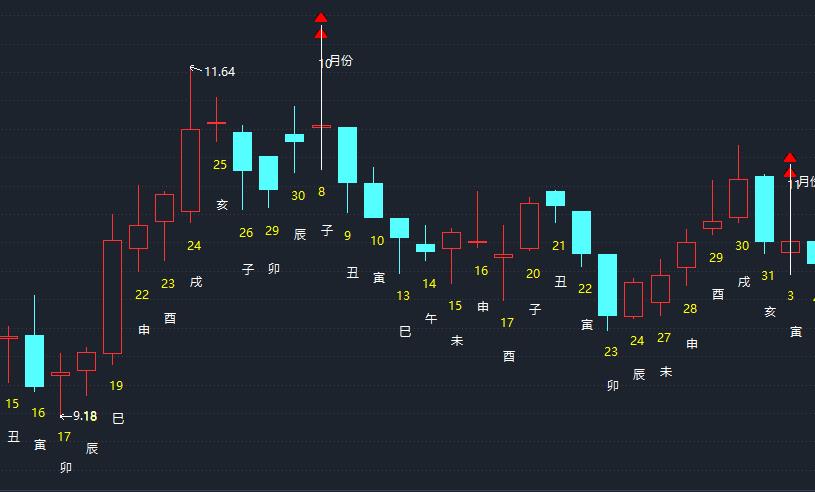 15
丑
16
寅
9.18
17
卯
18
辰
19
巳
22
申
23
酉
11.64
24
戌
25
亥
26
子
29
卯
30
辰
10月份
8
子
9
丑
10
寅
13
巳
14
午
15
未
16
申
17
酉
20
子
21
丑
22
寅
23
卯
24
辰
27
未
28
申
29
酉
30
戌
31
亥
11月份
3
寅